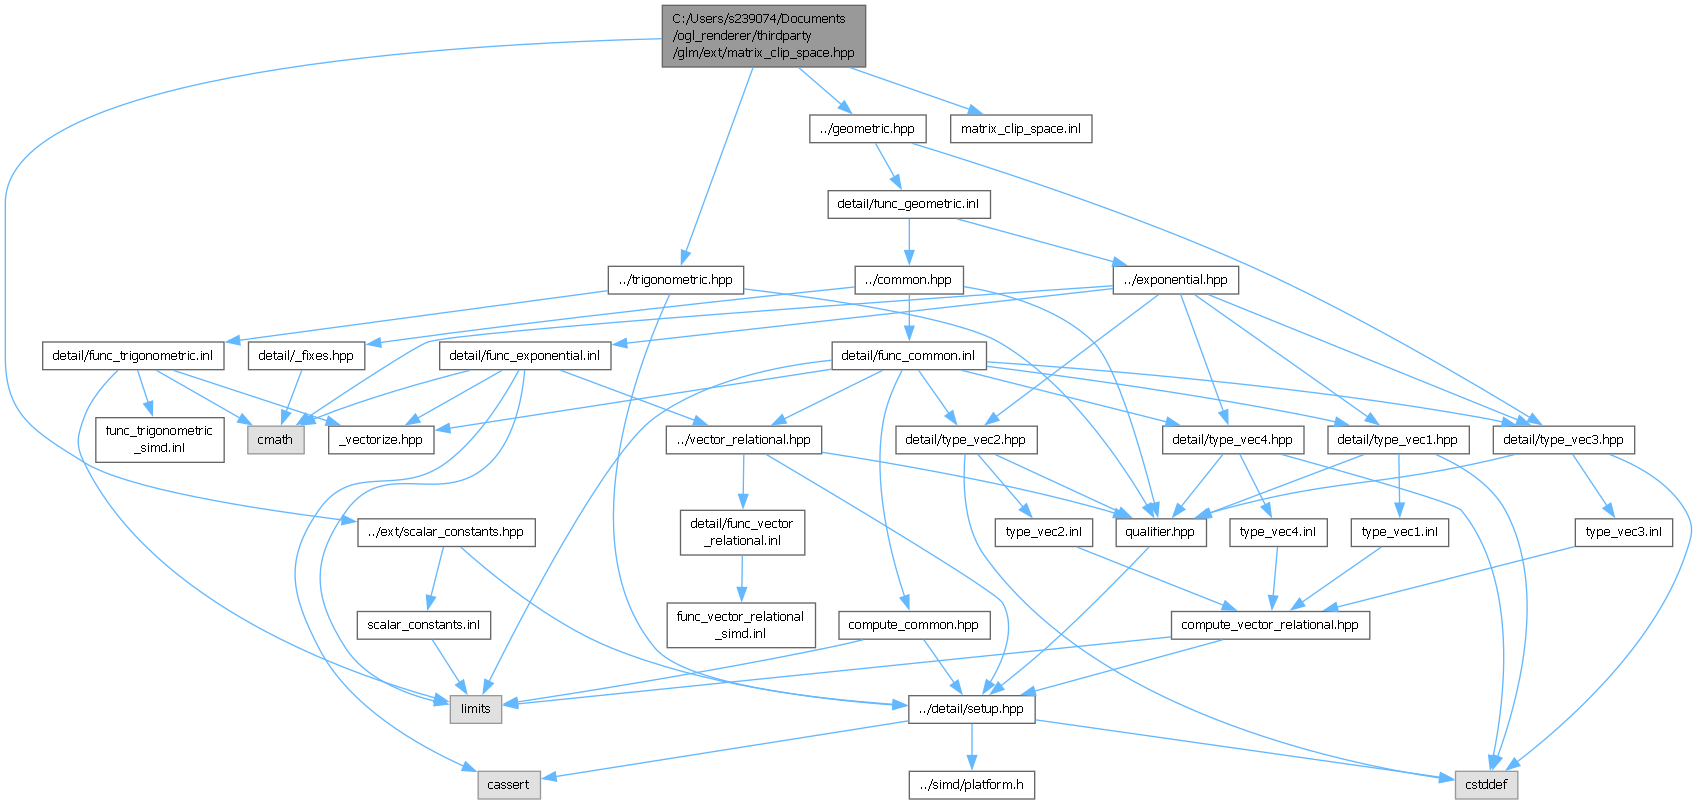 C:/Users/s239074/Documents
/ogl_renderer/thirdparty
/glm/ext/matrix_clip_space.hpp
../geometric.hpp
matrix_clip_space.inl
detail/func_geometric.inl
../trigonometric.hpp
../common.hpp
../exponential.hpp
detail/func_trigonometric.inl
detail/_fixes.hpp
detail/func_exponential.inl
detail/func_common.inl
func_trigonometric
_simd.inl
cmath
_vectorize.hpp
../vector_relational.hpp
detail/type_vec2.hpp
detail/type_vec4.hpp
detail/type_vec1.hpp
detail/type_vec3.hpp
../ext/scalar_constants.hpp
detail/func_vector
_relational.inl
type_vec2.inl
qualifier.hpp
type_vec4.inl
type_vec1.inl
type_vec3.inl
scalar_constants.inl
func_vector_relational
_simd.inl
compute_common.hpp
compute_vector_relational.hpp
limits
../detail/setup.hpp
cassert
../simd/platform.h
cstddef